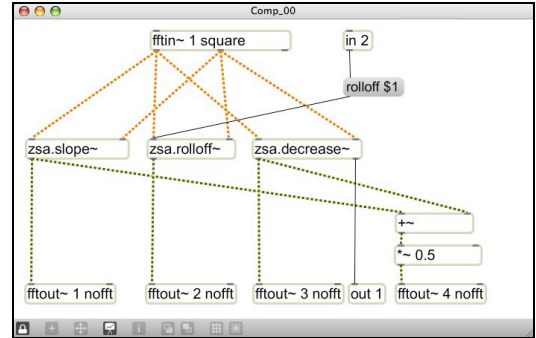 Comp_00
fftin~ 1 square
in 2
rolloff $1
zsa.slope~
zsa.rolloff~
zsa.decrease~
+~
*~ 0.5
fftout~ 1 nofft
fftout~ 2 nofft
fftout~ 3 nofft
out 1
fftout~ 4 nofft